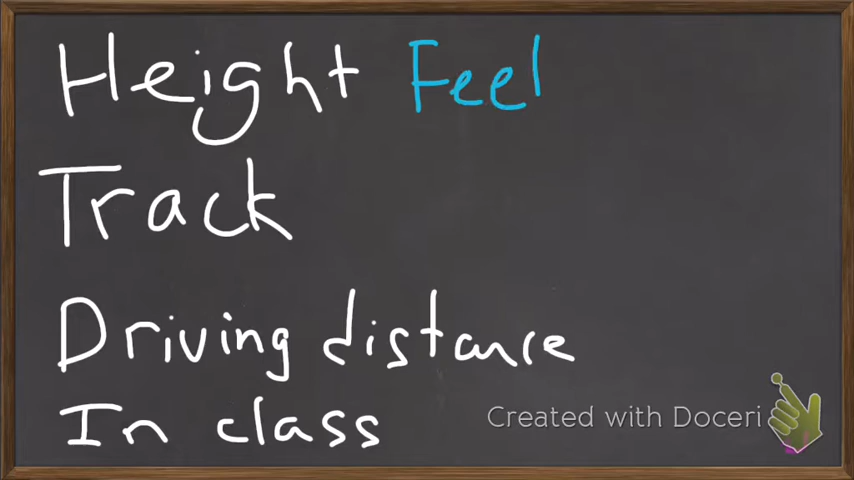 Height Feel
Track
Driving distance
In class
Created with Doceri